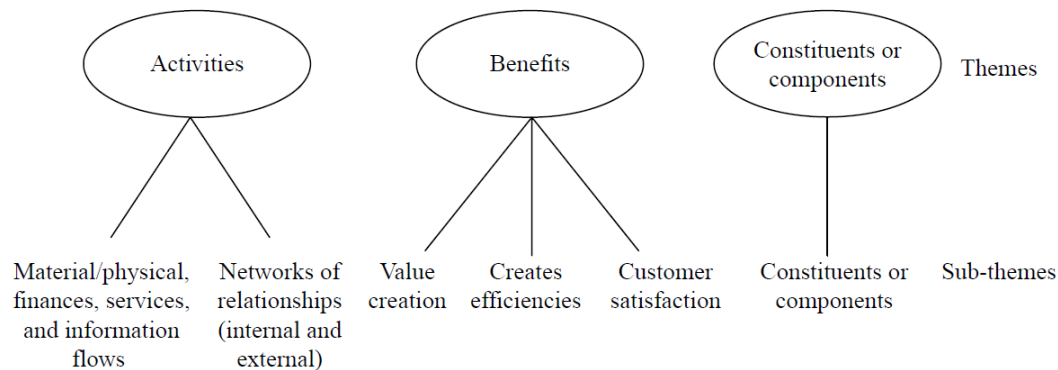 Activities
Benefits
Constituents or
components
Themes
Material/physical,
finances, services,
and information
flows
Networks of
relationships
(internal and
external)
Value
creation
Creates
efficiencies
Customer
satisfaction
Constituents or
components
Sub-themes